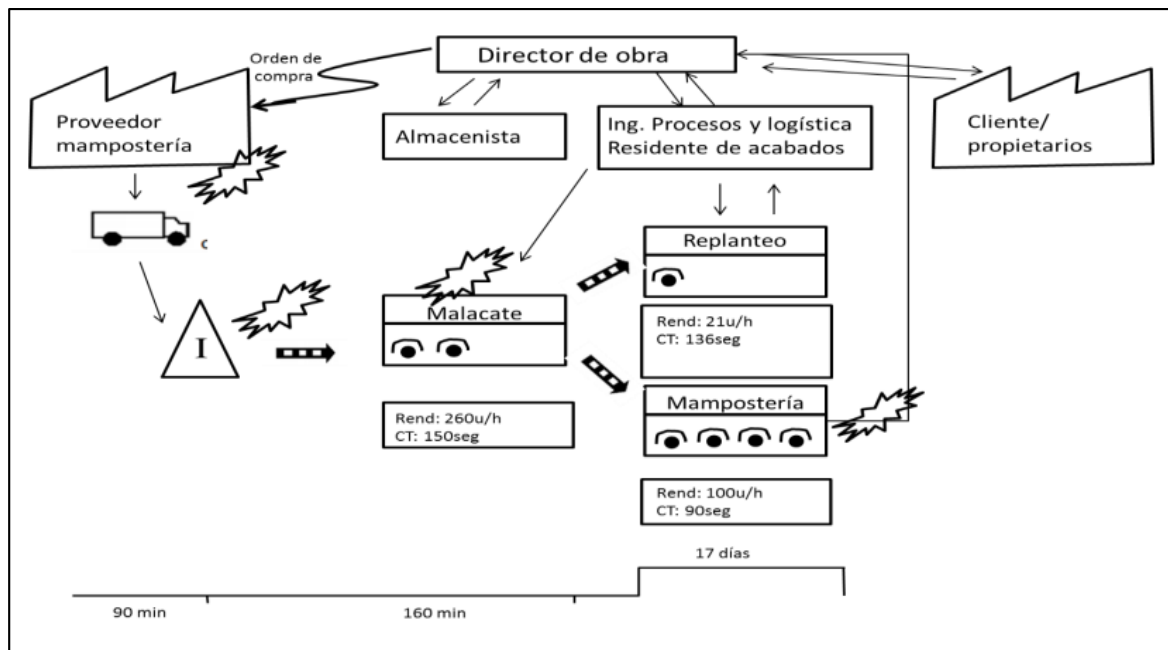 Director de obra
Orden de
compra
Proveedor
mampostería
Almacenista
Ing. Procesos y logística
Residente de acabados
Cliente/
propietarios
c
I
Malacate
Rend: 260u/h
CT: 150seg
Replanteo
Rend: 21u/h
CT: 136seg
Mampostería
Rend: 100u/h
CT: 90seg
17 días
90 min
160 min